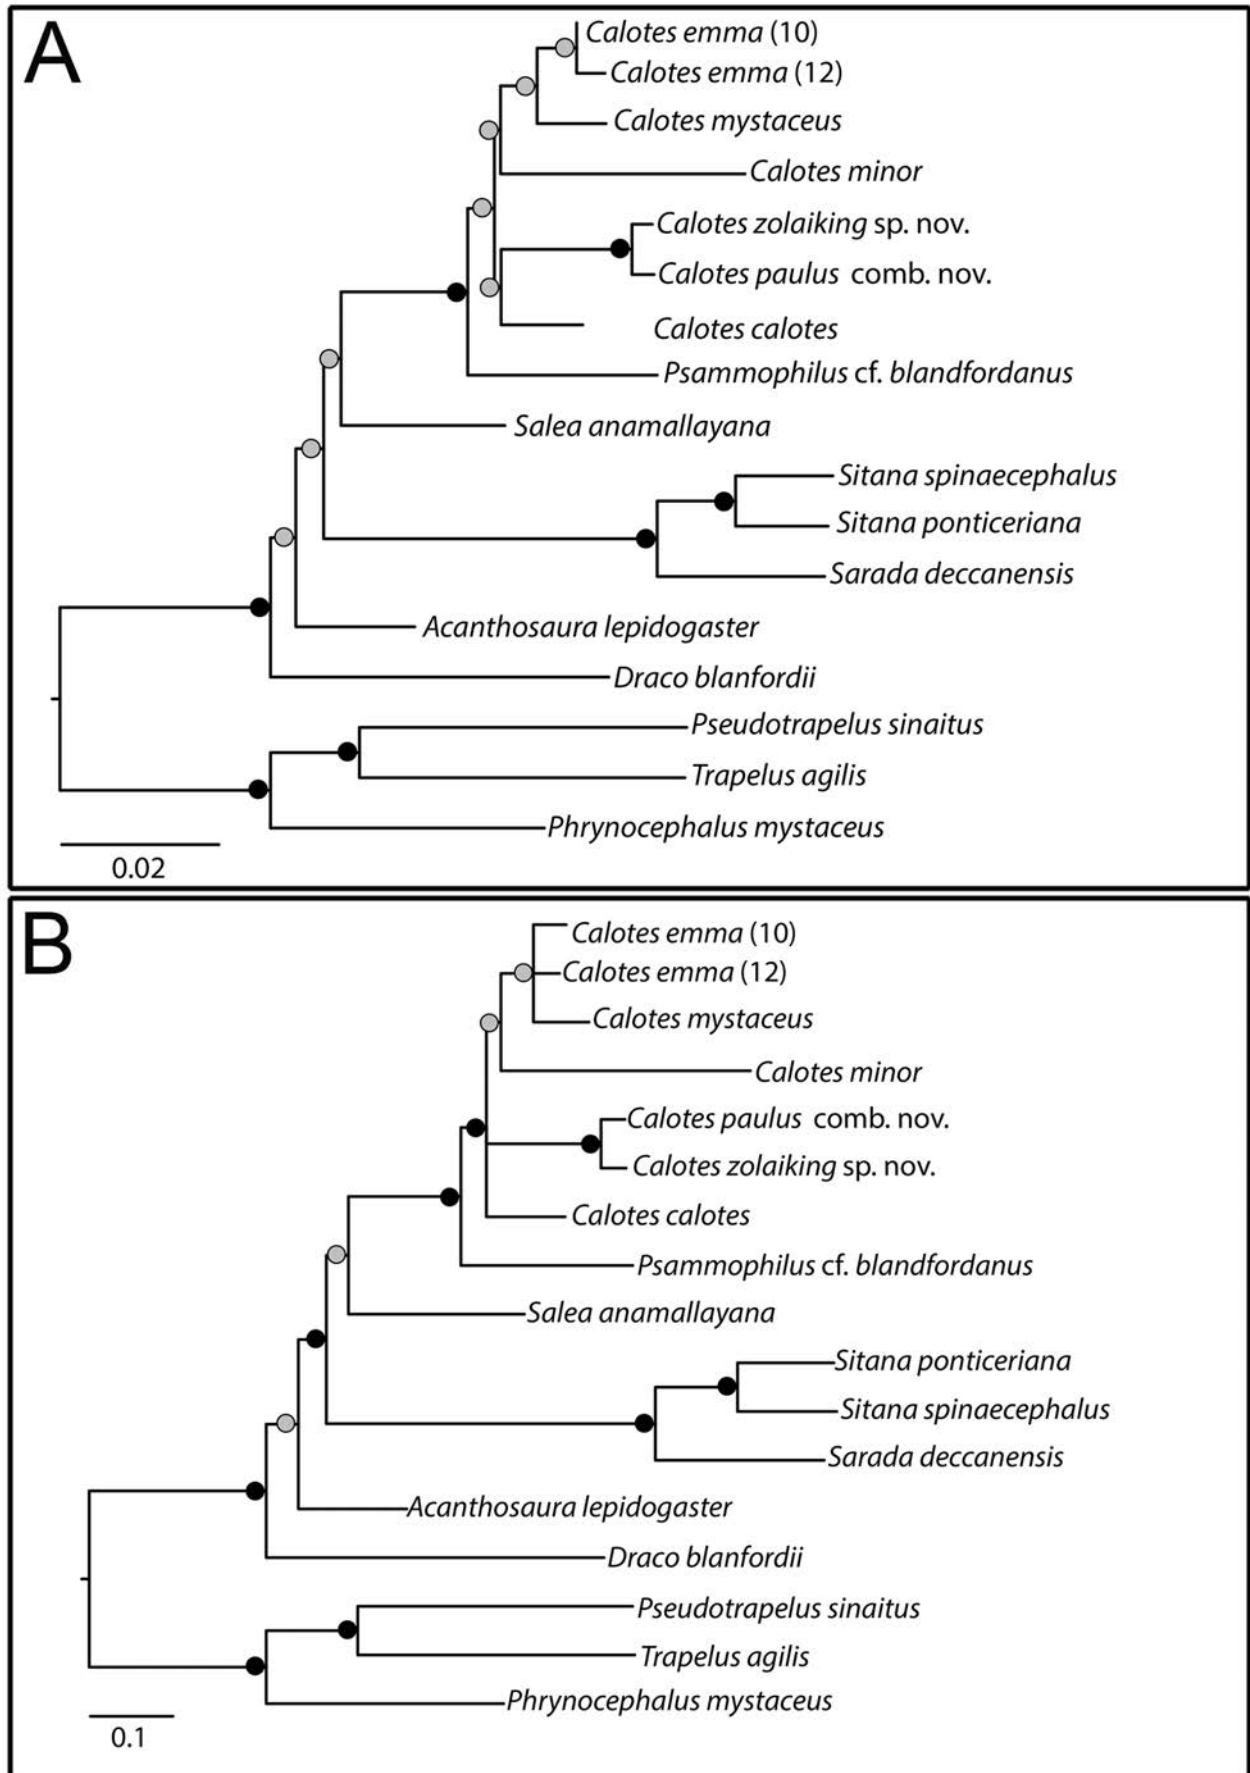 A
Calotes emma (10)
Calotes emma (12)
Calotes mystaceus
Calotes minor
Calotes zolaiking sp. nov.
Calotes paulus comb. nov.
Calotes calotes
Psammophilus cf. blandfordanus
Salea anamallayana
Sitana spinaecephalus
Sitana ponticeriana
Sarada deccanensis
Acanthosaura lepidogaster
Draco blanfordii
Pseudotrapelus sinaitus
Trapelus agilis
Phrynocephalus mystaceus
0.02
B
Calotes emma (10)
Calotes emma (12)
Calotes mystaceus
Calotes minor
Calotes paulus comb. nov.
Calotes zolaiking sp. nov.
Calotes calotes
Psammophilus cf. blandfordanus
Salea anamallayana
Sitana ponticeriana
Sitana spinaecephalus
Sarada deccanensis
Acanthosaura lepidogaster
Draco blanfordii
Pseudotrapelus sinaitus
Trapelus agilis
Phrynocephalus mystaceus
0.1